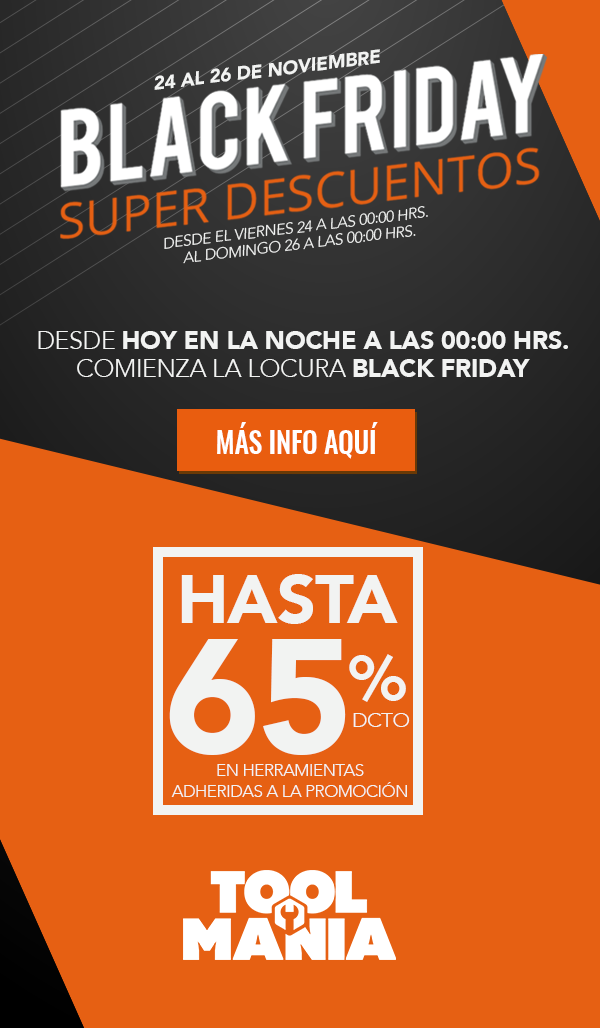 24 AL 26 DE NOVIEMBRE
BLACK FRIDAY
SUPER DESCUENTOS
DESDE EL VIERNES 24 A LAS 00:00 HRS.
AL DOMINGO 26 A LAS 00:00 HRS.
DESDE HOY EN LA NOCHE A LAS 00:00 HRS.
COMIENZA LA LOCURA BLACK FRIDAY
MÁS INFO AQUÍ
HASTA
65%
DCTO
EN HERRAMIENTAS
ADHERIDAS A LA PROMOCIÓN
TOOL
MANIA